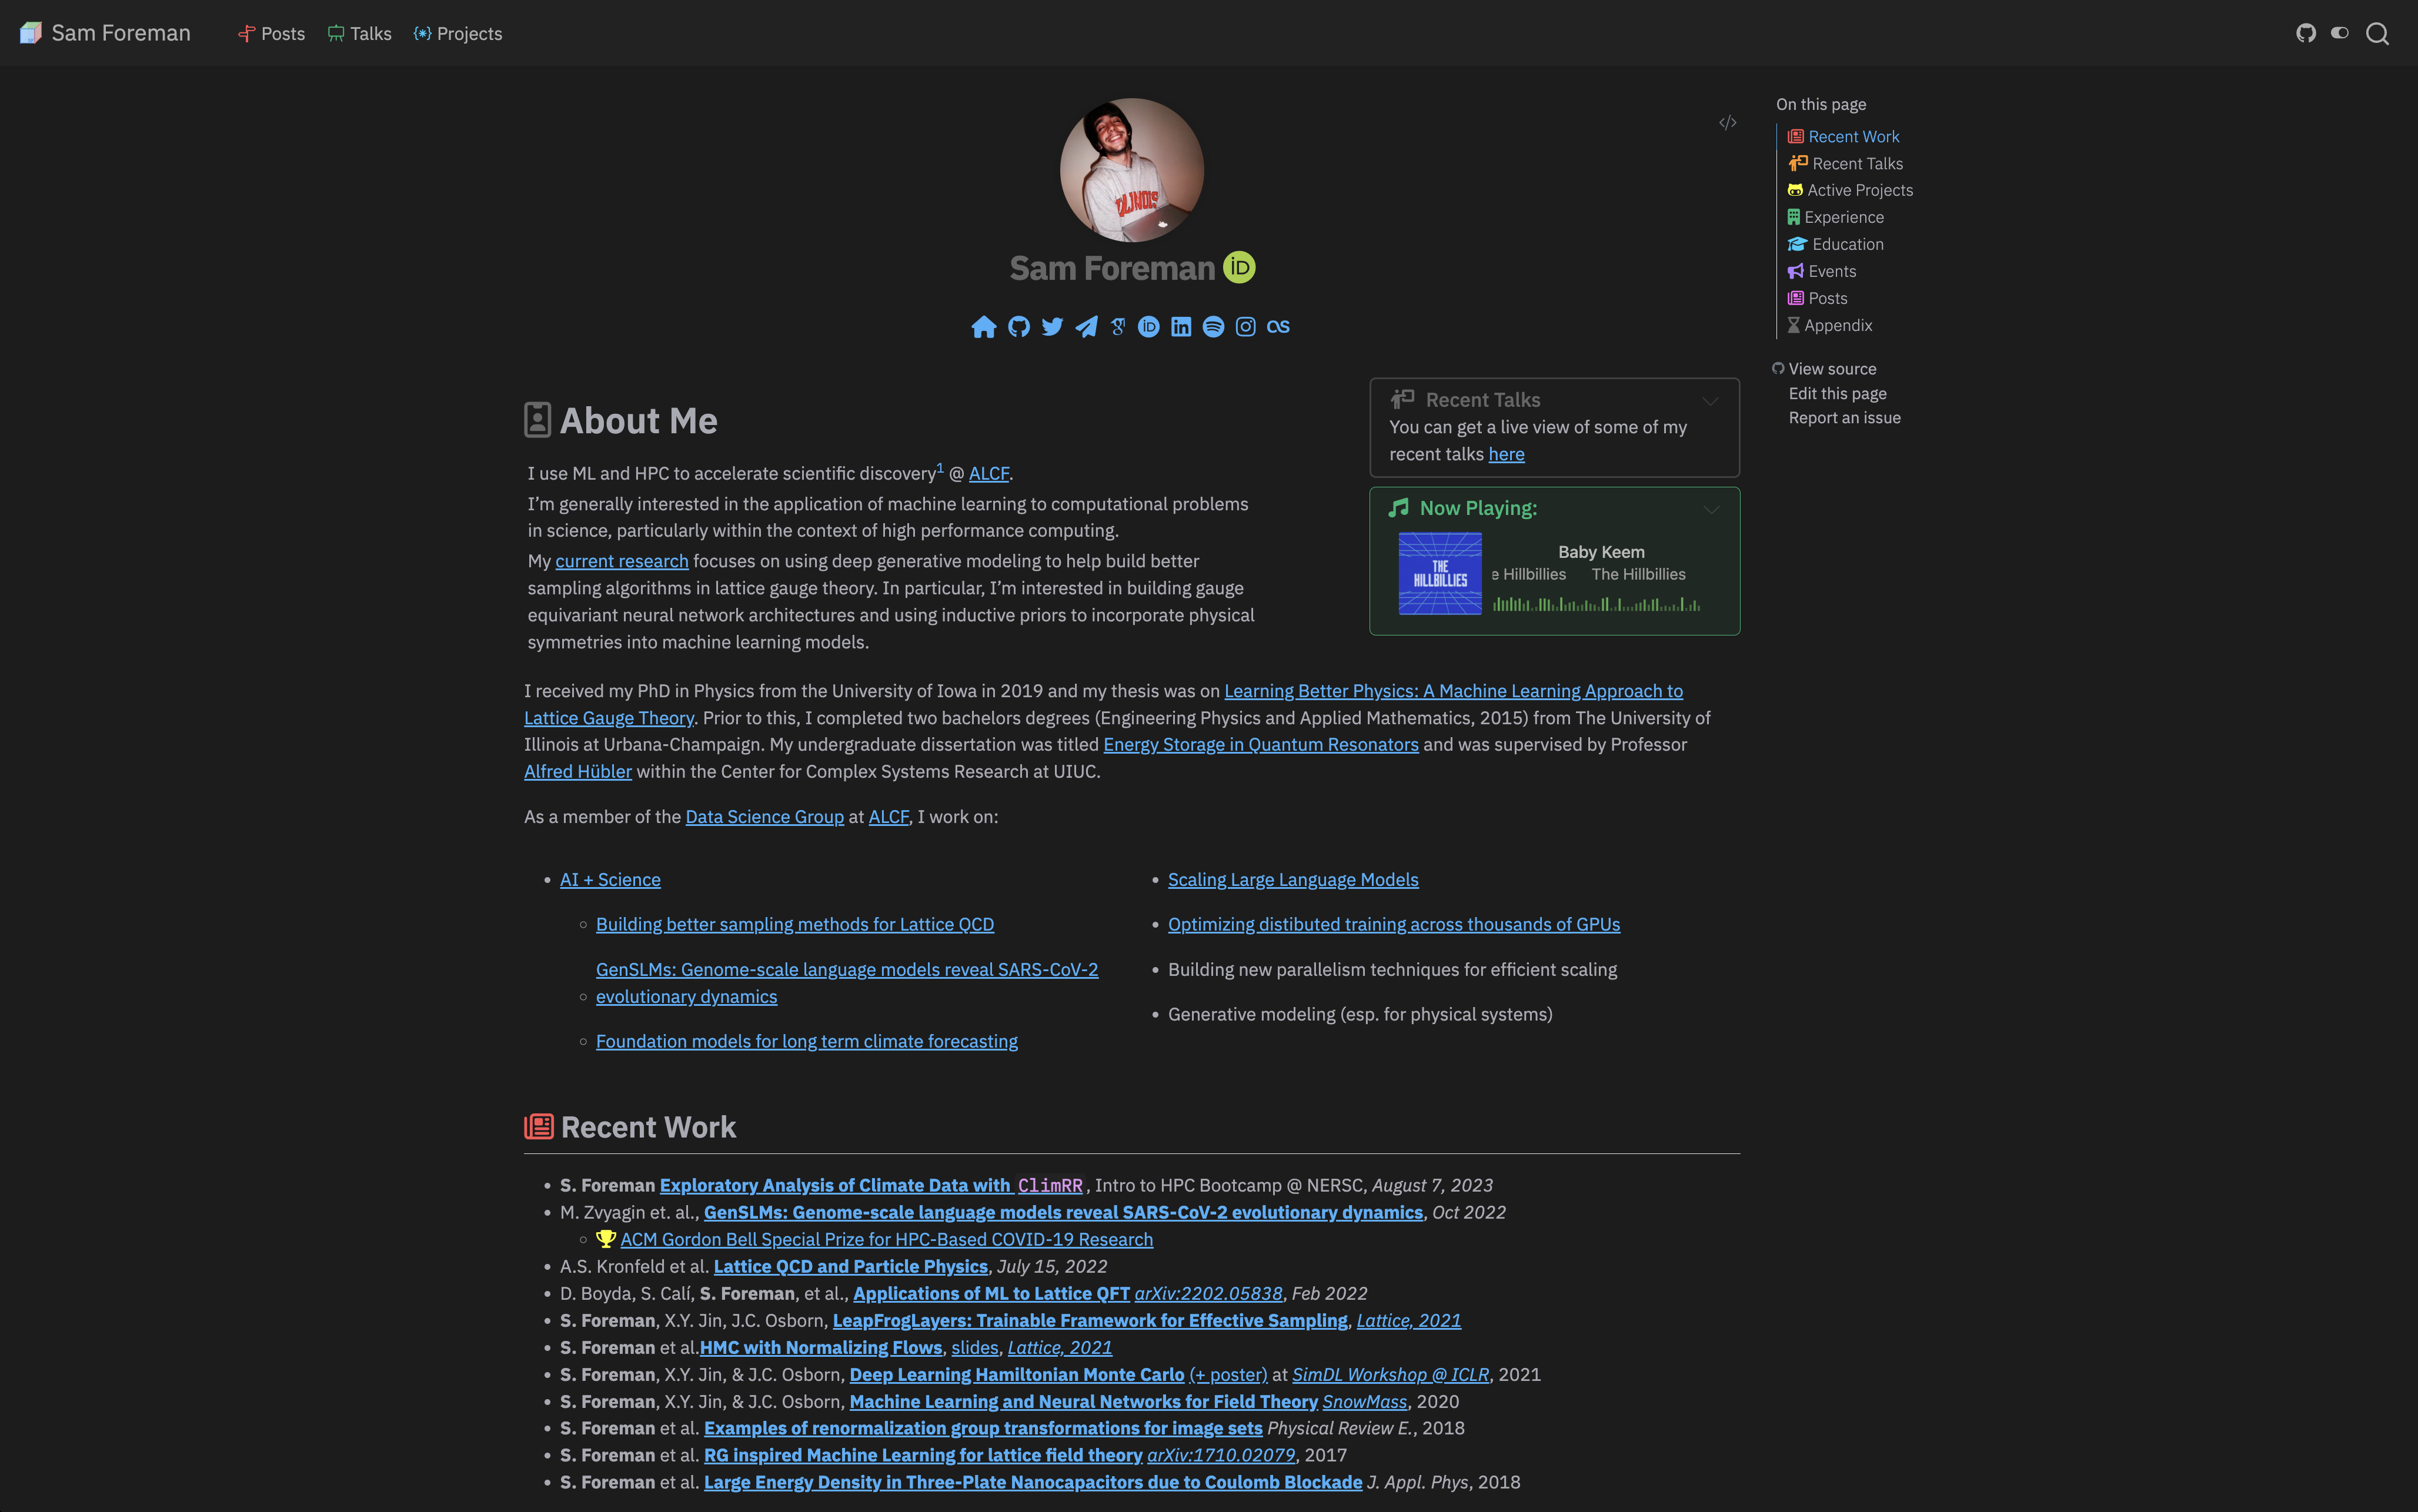 Sam Foreman
Posts
Talks
Projects
ILLINOIS
Sam Foreman iD
About Me
I use ML and HPC to accelerate scientific discovery1 @ ALCF.
I’m generally interested in the application of machine learning to computational problems
in science, particularly within the context of high performance computing.
My current research focuses on using deep generative modeling to help build better
sampling algorithms in lattice gauge theory. In particular, I’m interested in building gauge
equivariant neural network architectures and using inductive priors to incorporate physical
symmetries into machine learning models.
Recent Talks
You can get a live view of some of my
recent talks here
Now Playing:
THE
HILLBILLIES
Baby Keem
e Hillbillies The Hillbillies
I received my PhD in Physics from the University of Iowa in 2019 and my thesis was on Learning Better Physics: A Machine Learning Approach to
Lattice Gauge Theory. Prior to this, I completed two bachelors degrees (Engineering Physics and Applied Mathematics, 2015) from The University of
Illinois at Urbana-Champaign. My undergraduate dissertation was titled Energy Storage in Quantum Resonators and was supervised by Professor
Alfred Hübler within the Center for Complex Systems Research at UIUC.
As a member of the Data Science Group at ALCF, I work on:
AI + Science
Building better sampling methods for Lattice QCD
GenSLMs: Genome-scale language models reveal SARS-CoV-2
evolutionary dynamics
Foundation models for long term climate forecasting
Scaling Large Language Models
Optimizing distibuted training across thousands of GPUs
Building new parallelism techniques for efficient scaling
Generative modeling (esp. for physical systems)
Recent Work
S. Foreman Exploratory Analysis of Climate Data with ClimRR, Intro to HPC Bootcamp @ NERSC, August 7, 2023
M. Zvyagin et. al., GenSLMs: Genome-scale language models reveal SARS-CoV-2 evolutionary dynamics, Oct 2022
ACM Gordon Bell Special Prize for HPC-Based COVID-19 Research
A.S. Kronfeld et al. Lattice QCD and Particle Physics, July 15, 2022
D. Boyda, S. Calí, S. Foreman, et al., Applications of ML to Lattice QFT arXiv:2202.05838, Feb 2022
S. Foreman, X.Y. Jin, J.C. Osborn, LeapFrogLayers: Trainable Framework for Effective Sampling, Lattice, 2021
S. Foreman et al.HMC with Normalizing Flows, slides, Lattice, 2021
S. Foreman, X.Y. Jin, & J.C. Osborn, Deep Learning Hamiltonian Monte Carlo (+ poster) at SimDL Workshop @ ICLR, 2021
S. Foreman, X.Y. Jin, & J.C. Osborn, Machine Learning and Neural Networks for Field Theory SnowMass, 2020
S. Foreman et al. Examples of renormalization group transformations for image sets Physical Review E., 2018
S. Foreman et al. RG inspired Machine Learning for lattice field theory arXiv:1710.02079, 2017
S. Foreman et al. Large Energy Density in Three-Plate Nanocapacitors due to Coulomb Blockade J. Appl. Phys, 2018
On this page
Recent Work
Recent Talks
Active Projects
Experience
Education
Events
Posts
Appendix
View source
Edit this page
Report an issue